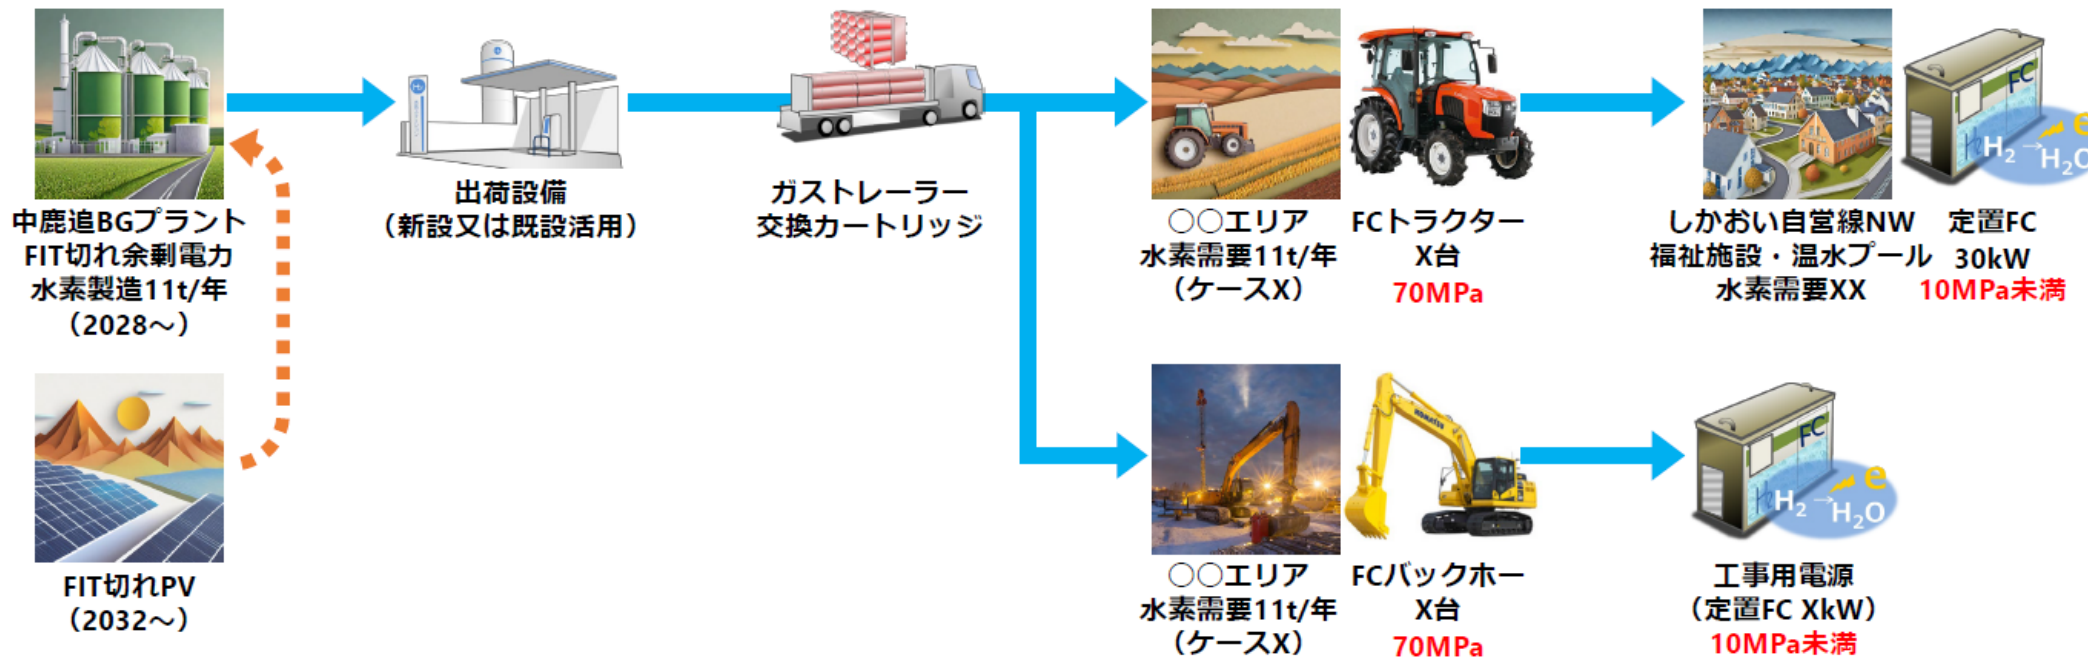 中鹿追BGプラント
FIT切れ余剰電力
水素製造11t/年
（2028～）
出荷設備
（新設又は既設活用）
ガストレーラー
交換カートリッジ
○○エリア
水素需要11t/年
（ケースX）
FCトラクター
X台
70MPa
しかおい自営線NW
福祉施設・温水プール
水素需要XX
定置FC
30kW
10MPa未満
FC
H₂ → H₂O
e
FIT切れPV
（2032～）
○○エリア
水素需要11t/年
（ケースX）
KOMATSU
FCバックホー
X台
70MPa
FC
H₂ → H₂O
e
工事用電源
（定置FC XkW）
10MPa未満